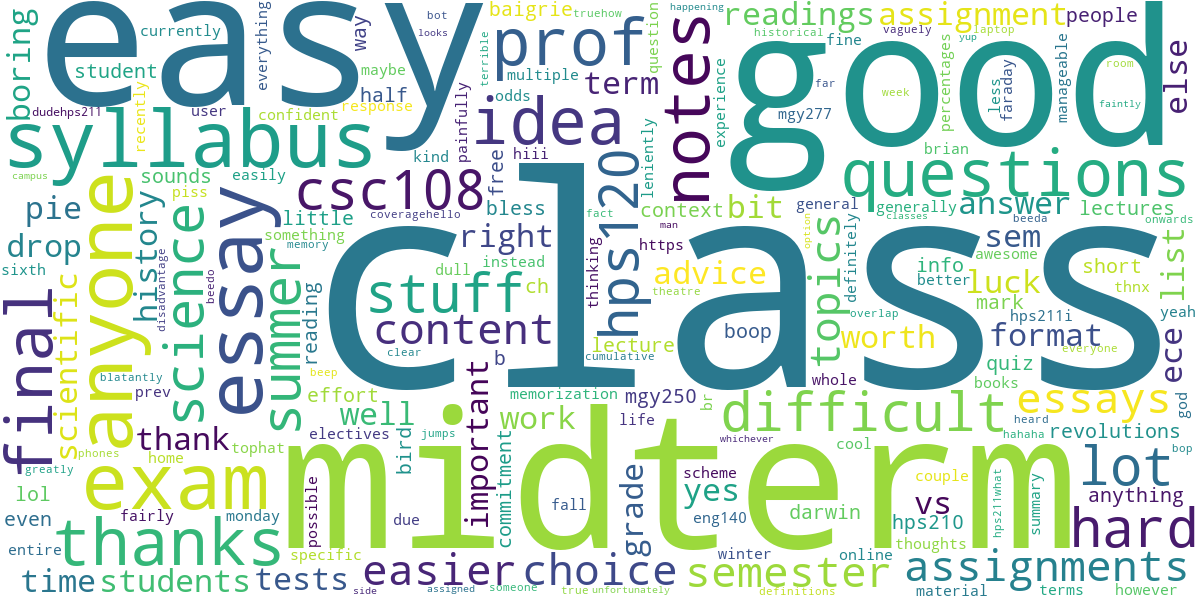 easy
good
class
midterm
boring
currently
student
everything
way
bot
looks
baigrie
truehow
prof
terrible
multiple
term
question
notes
readings
historical
assignment
vaguely
fine
happening
people
yup
laptop
room
else
dudehps211
recently
user
confident
maybe
half
response
painfully
odds
idea
experience
mgy277
far
week
percentages
less
faraday
manageable
faintly
syllabus
campus
sounds
easily
piss
kind
hiii
free
leniently
brian
questions
csc108
pie
drop
sixth
anyone
history
science
disadvantage
beedo
essay
little
something
memory
coveragehello
bless
right
dull
instead
ch
hps120
context
bit
fact
man
https
general
option
generally
classes
answer
lectures
beeda
onwards
sem
awesome
definitely
info
better
advice
thinking
theatre
topics
luck
short
thnx
list
mark
hps211i
yeah
stuff
content
summer
reading
clear
b
lecture
boop
cumulative
overlap
worth
format
everyone
quiz
books
ece
final
scientific
blatantly
prev
beep
effort
well
important
memorization
mgy250
br
whole
work
life
difficult
essays
god
heard
hahaha
revolutions
bop
thank
tophat
electives
jumps
bird
commitment
whichever
cool
greatly
phones
home
exam
possible
scheme
yes
couple
vs
lot
anything
lol
even
entire
fairly
monday
thanks
specific
due
fall
grade
eng140
darwin
hps210
thoughts
hps211what
summary
hard
time
students
tests
side
easier
assigned
choice
someone
true
unfortunately
winter
semester
online
definitions
assignments
material
terms
however